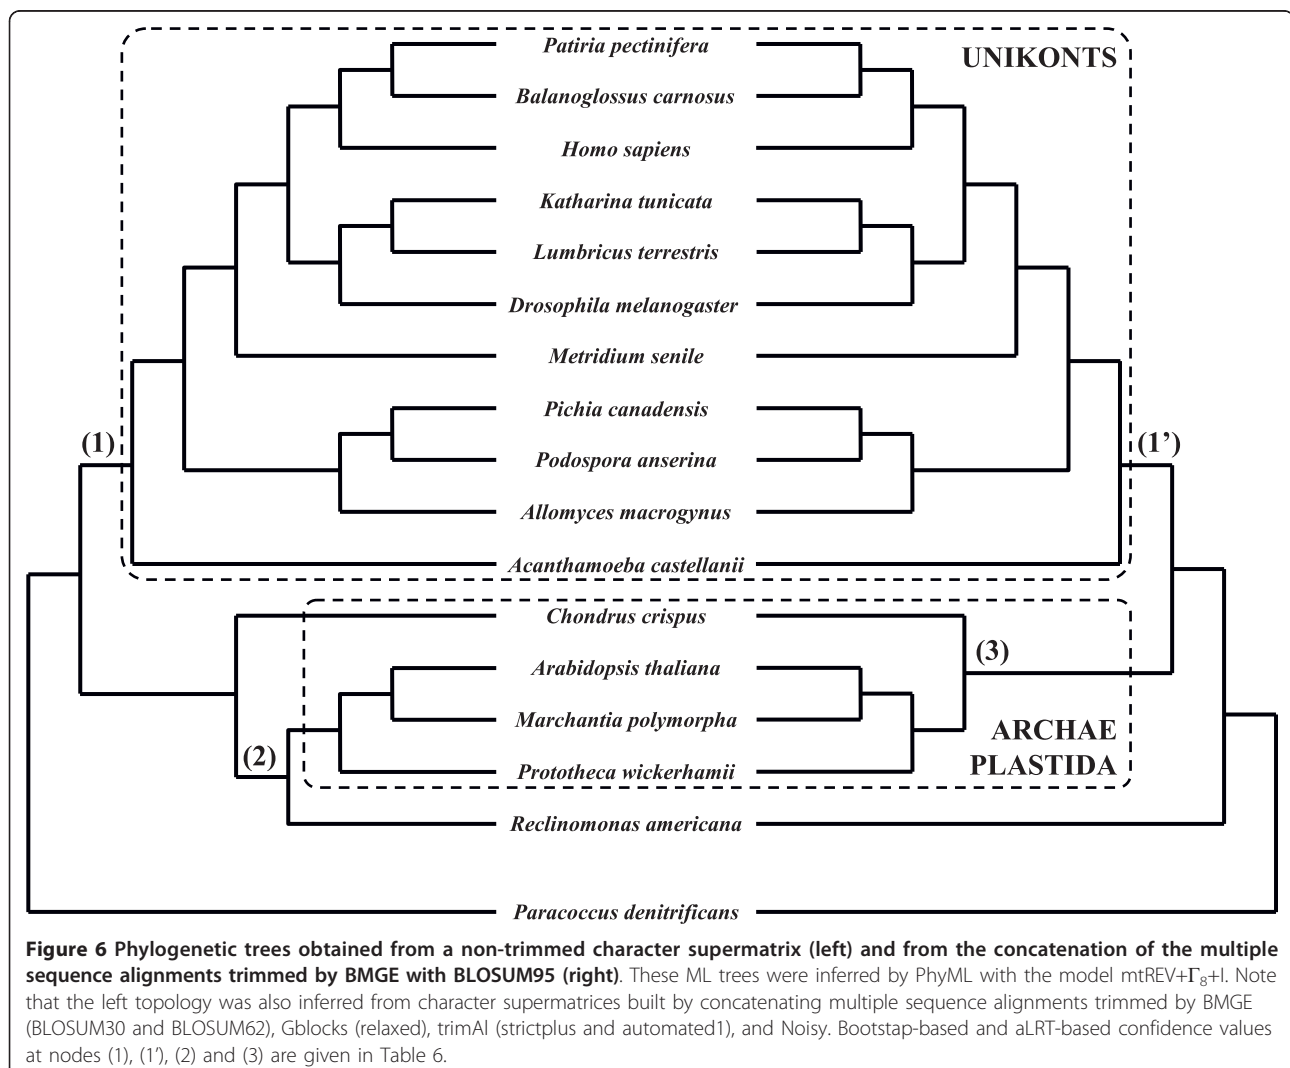 Patiria pectinifera
UNIKONTS
Balanoglossus carnosus
Homo sapiens
Katharina tunicata
Lumbricus terrestris
Drosophila melanogaster
Metridium senile
Pichia canadensis
(1)
(1’)
Podospora anserina
Allomyces macrogynus
Acanthamoeba castellanii
Chondrus crispus
(3)
Arabidopsis thaliana
Marchantia polymorpha
ARCHAE
PLASTIDA
(2)
Prototheca wickerhamii
Reclinomonas americana
Paracoccus denitrificans
Figure 6 Phylogenetic trees obtained from a non-trimmed character supermatrix (left) and from the concatenation of the multiple
sequence alignments trimmed by BMGE with BLOSUM95 (right). These ML trees were inferred by PhyML with the model mtREV+Γ8+I. Note
that the left topology was also inferred from character supermatrices built by concatenating multiple sequence alignments trimmed by BMGE
(BLOSUM30 and BLOSUM62), Gblocks (relaxed), trimAl (strictplus and automated1), and Noisy. Bootstap-based and aLRT-based confidence values
at nodes (1), (1’), (2) and (3) are given in Table 6.